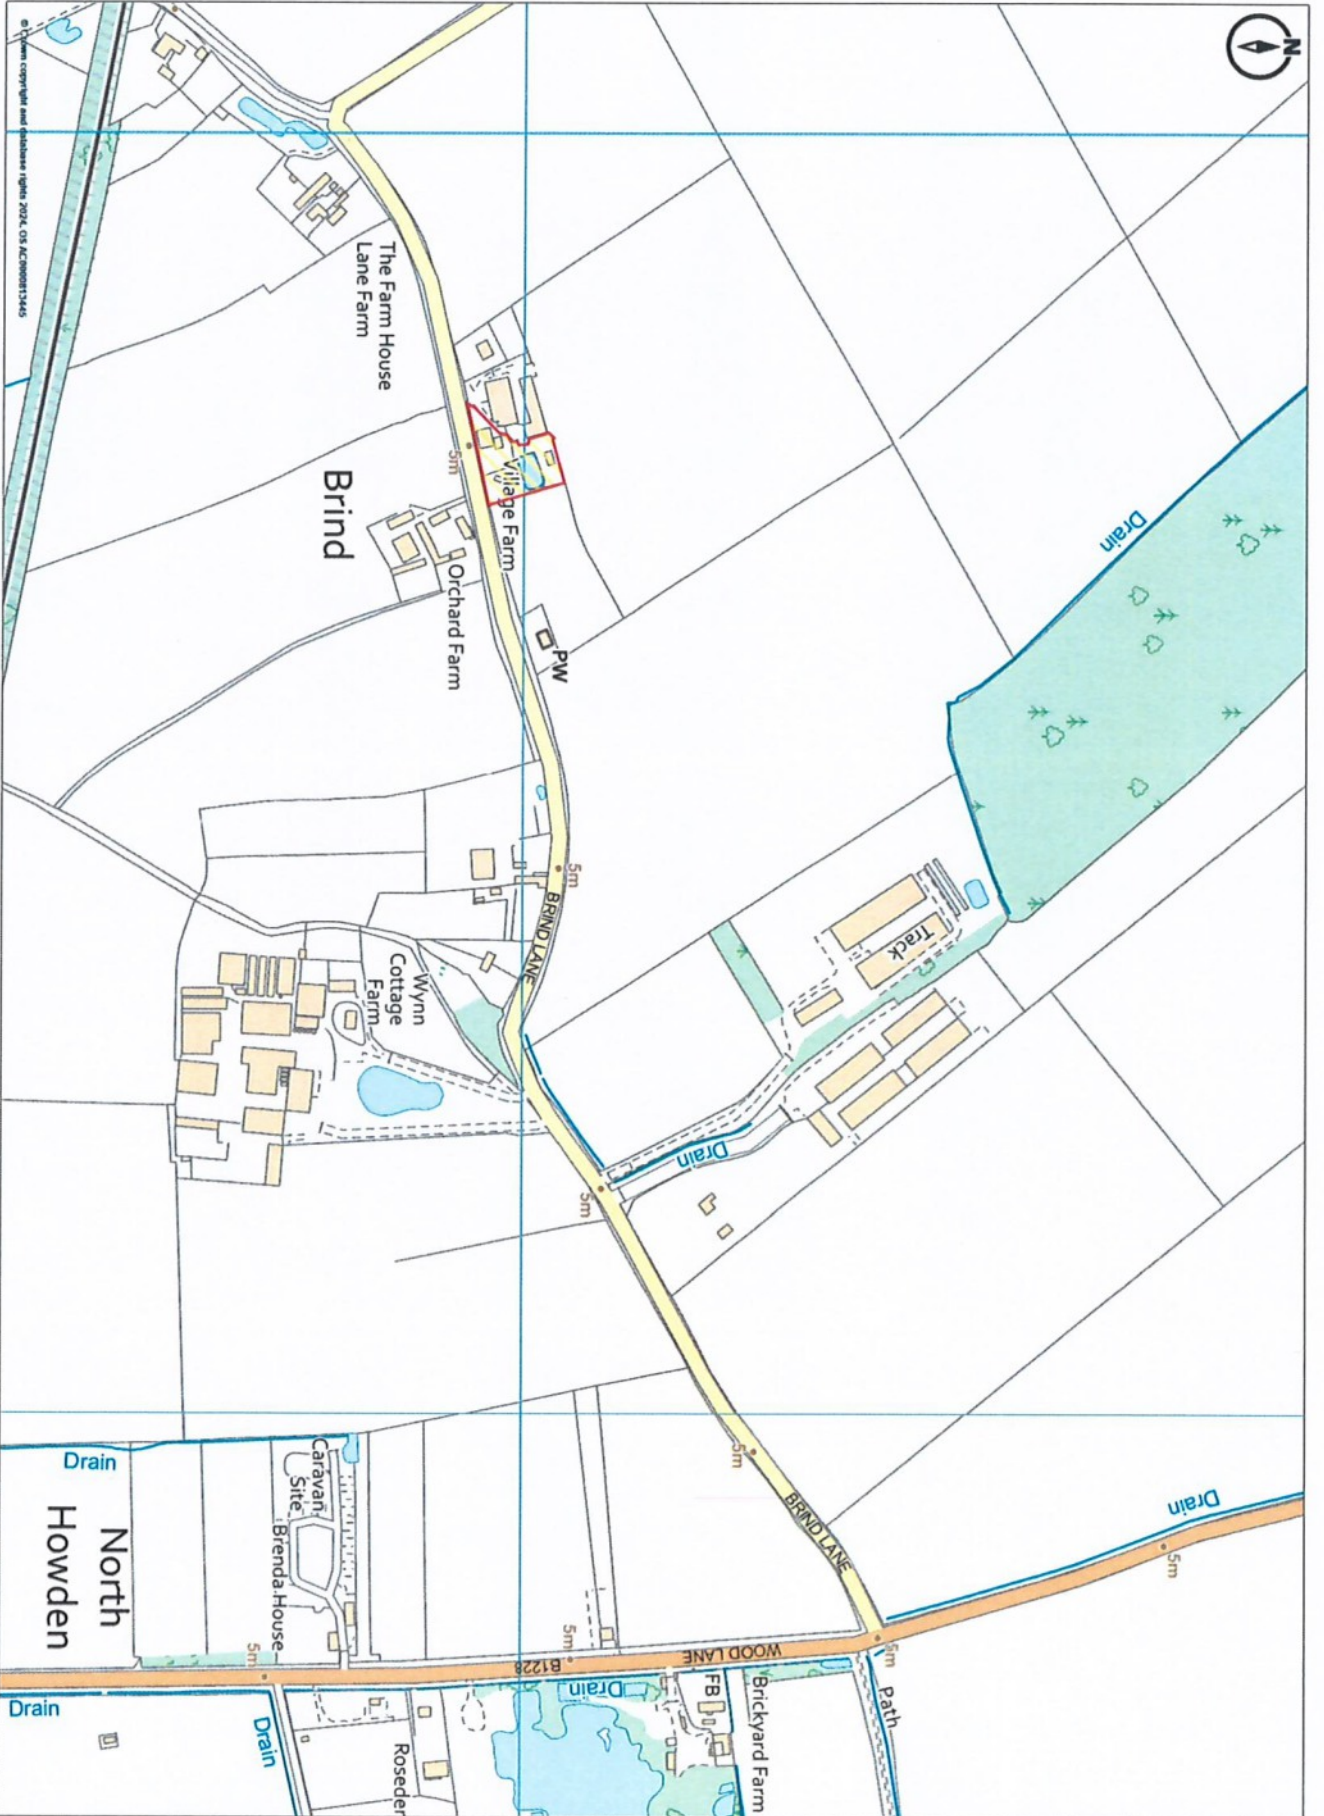 N
Drain
Drain
Track
Drain
The Farm House
Lane Farm
5m
Village Farm
Brind
Orchard Farm
PW
5m
BRIND LANE
Wynn
Cottage
Farm
5m
5m
BRIND LANE
5m
5m
Drain
North
Howden
Caravan
Site
Brenda House
5m
5m
B1228
WOOD LANE
Drain
Drain
Drain
FB
Brickyard Farm
Path
Roseder
© Crown copyright and database rights 2024. OS AC0000813445